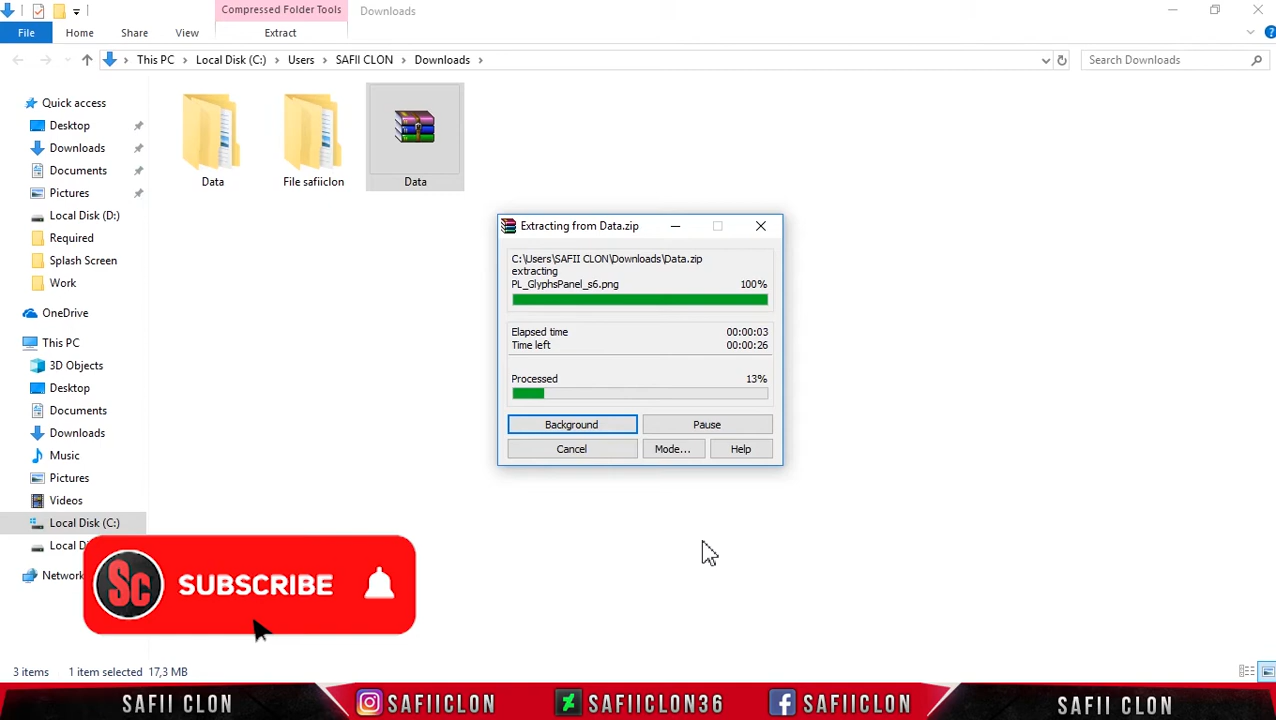 Compressed Folder Tools
Downloads
File
Home
Share
View
Extract
This PC
Local Disk (C:)
Users
SAFII CLON
Downloads
Search Downloads
Quick access
Desktop
Downloads
Documents
Pictures
Local Disk (D:)
Required
Splash Screen
Work
OneDrive
This PC
3D Objects
Desktop
Documents
Downloads
Music
Pictures
Videos
Local Disk (C:)
Local D
Network
Data
File safiiclon
Data
Extracting from Data.zip
C:\Users\SAFII CLON\Downloads\Data.zip
extracting
PL_GlyphsPanel_s6.png 100%
Elapsed time 00:00:03
Time left 00:00:26
Processed 13%
Background
Pause
Cancel
Mode...
Help
Sc
SUBSCRIBE
3 items
1 item selected 17,3 MB
SAFII CLON
SAFIICLON
SAFIICLON36
SAFIICLON
SAFII CLON